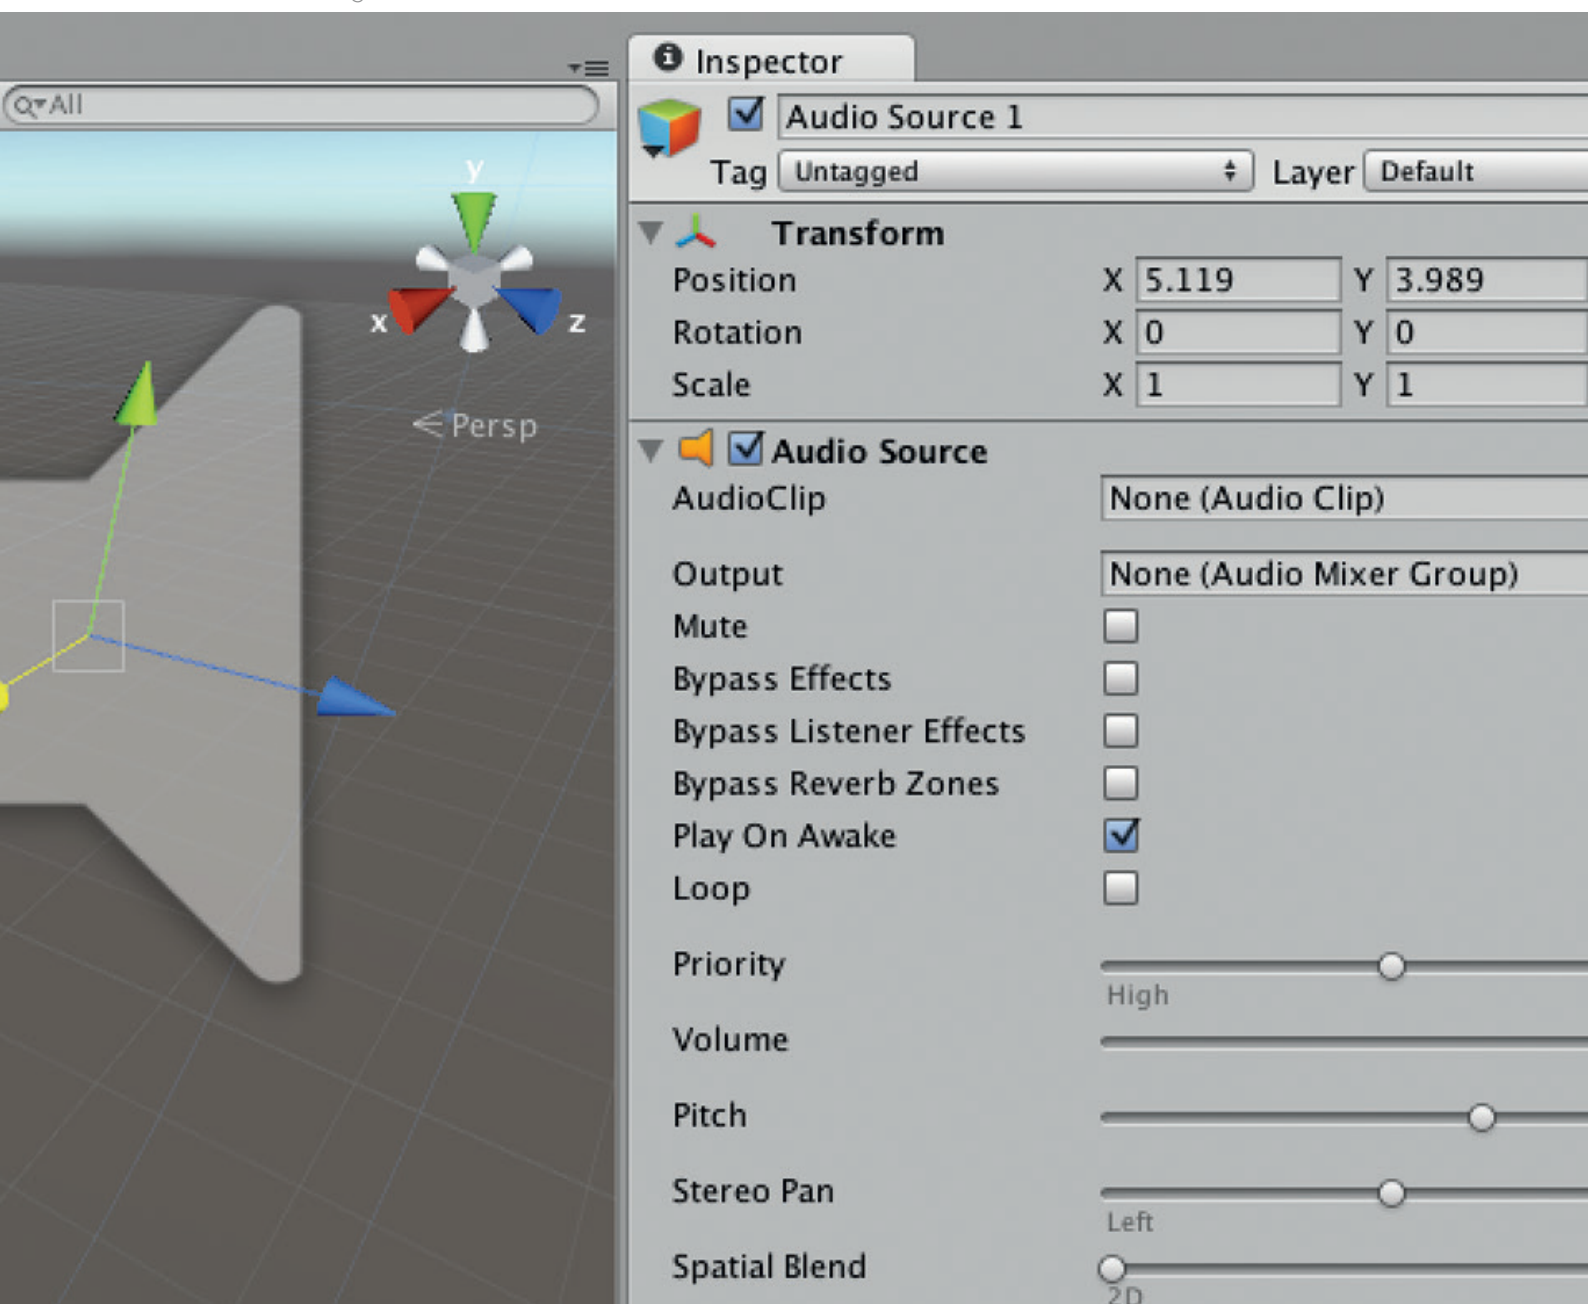 Inspector
All
Audio Source 1
Tag Untagged Layer Default
y
x
z
Persp
Transform
Position X 5.119 Y 3.989
Rotation X 0 Y 0
Scale X 1 Y 1
Audio Source
AudioClip None (Audio Clip)
Output None (Audio Mixer Group)
Mute
Bypass Effects
Bypass Listener Effects
Bypass Reverb Zones
Play On Awake
Loop
Priority
High
Volume
Pitch
Stereo Pan
Left
Spatial Blend
2D